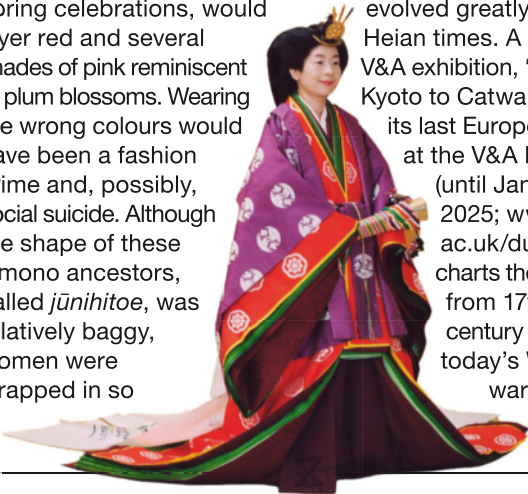 oring celebrations, would
yer red and several
hades of pink reminiscent
plum blossoms. Wearing
e wrong colours would
ave been a fashion
rime and, possibly,
ocial suicide. Although
e shape of these
mono ancestors,
alled jūnihitoe, was
latively baggy,
omen were
rapped in so
evolved greatly
Heian times. A
V&A exhibition, ‘
Kyoto to Catwa
its last Europe
at the V&A
(until Jan
2025; w
ac.uk/du
charts the
from 17
century
today's
war